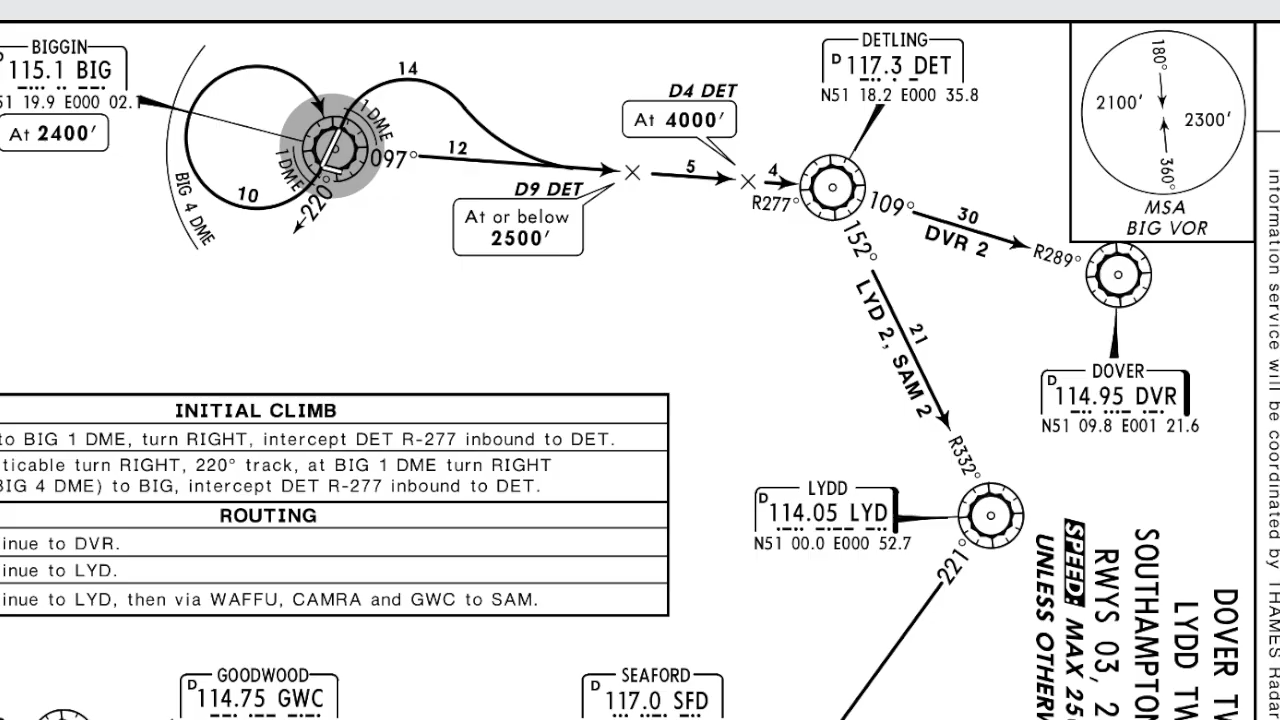 BIGGIN
D
115.1 BIG
51 19.9 E000 02.1
At 2400'
BIG 4 DME
10
14
1 DME
1 DME
220°
097°
12
D9 DET
At or below
2500'
5
D4 DET
At 4000'
4
R277°
DETLING
D
117.3 DET
N51 18.2 E000 35.8
109°
30
DVR 2
R289°
152°
21
LYD 2, SAM 2
R332°
180°
2100'
2300'
360°
MSA
BIG VOR
DOVER
D
114.95 DVR
N51 09.8 E001 21.6
LYDD
D
114.05 LYD
N51 00.0 E000 52.7
221°
INITIAL CLIMB
to BIG 1 DME, turn RIGHT, intercept DET R-277 inbound to DET.
ticable turn RIGHT, 220° track, at BIG 1 DME turn RIGHT
BIG 4 DME) to BIG, intercept DET R-277 inbound to DET.
ROUTING
inue to DVR.
inue to LYD.
inue to LYD, then via WAFFU, CAMRA and GWC to SAM.
GOODWOOD
D
114.75 GWC
SEAFORD
D
117.0 SFD
DOVER TW
LYDD TW
SOUTHAMPTON
RWYS 03, 2
SPEED: MAX 25
UNLESS OTHERW
information service will be coordinated by THAMES Radar